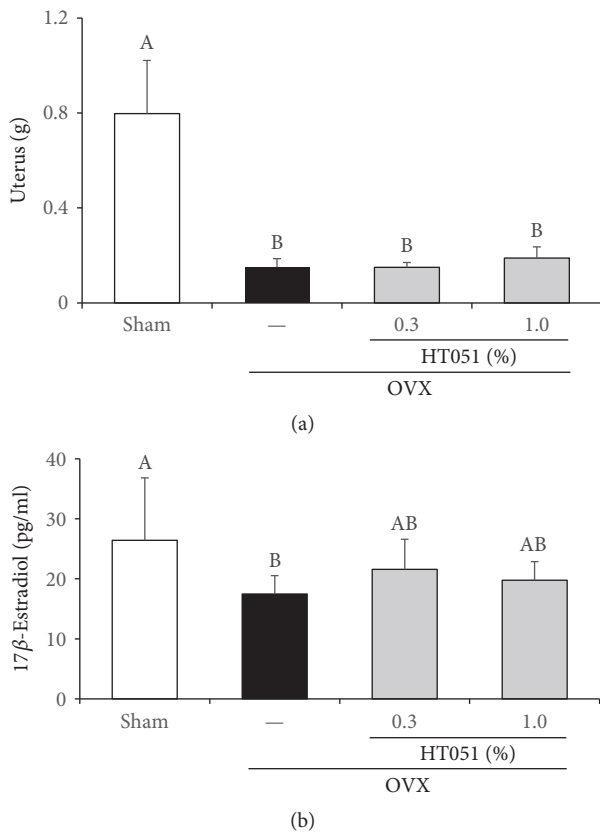 1.2
A
0.8
Uterus (g)
0.4
B B B
0
Sham — 0.3 1.0
HT051 (%)
OVX
(a)
40
A
30
AB
AB
17β-Estradiol (pg/ml)
20
B
10
0
Sham — 0.3 1.0
HT051 (%)
OVX
(b)